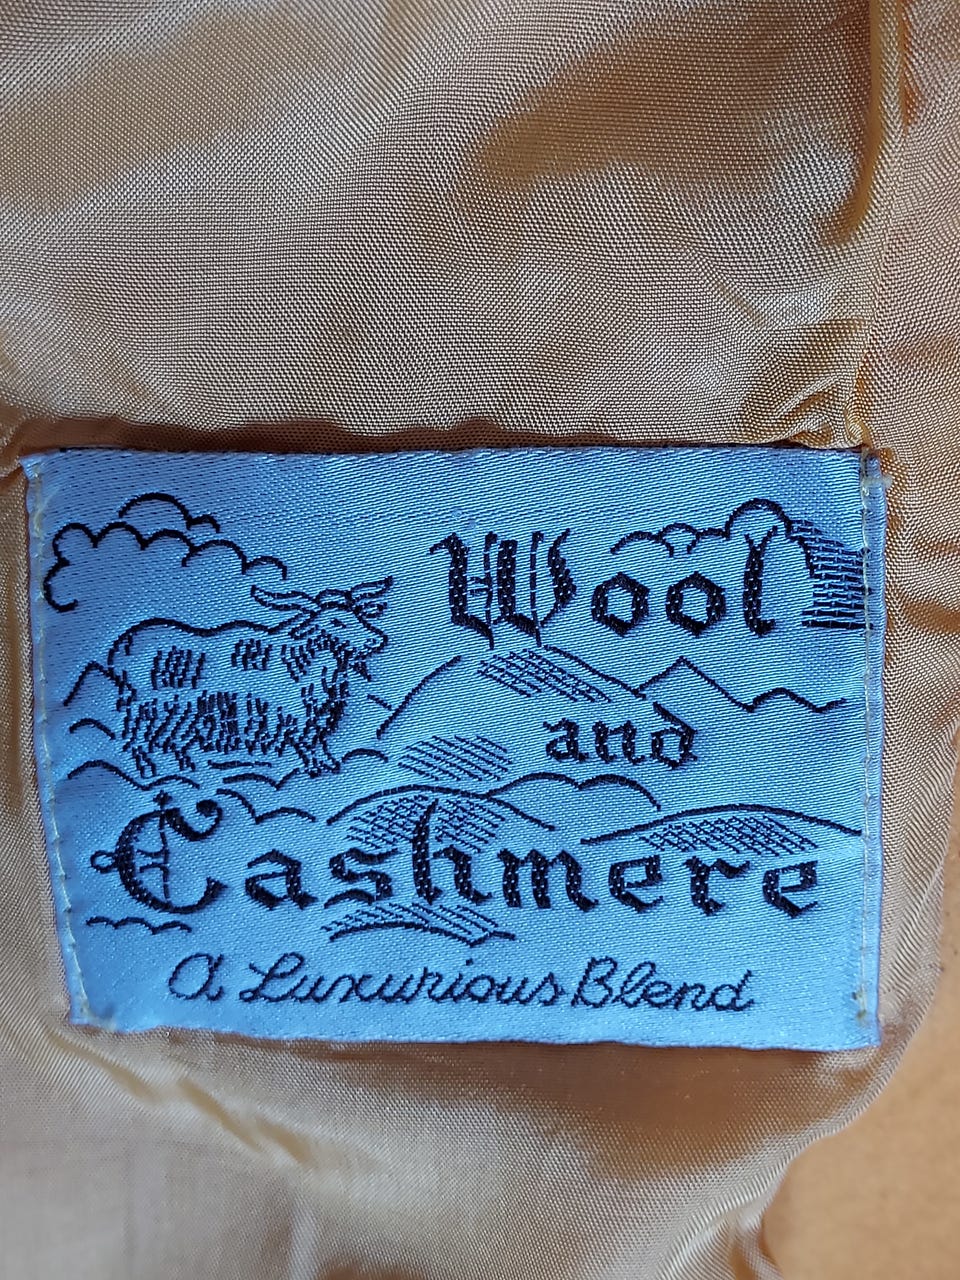 Wool
and
Cashmere
A Luxurious Blend